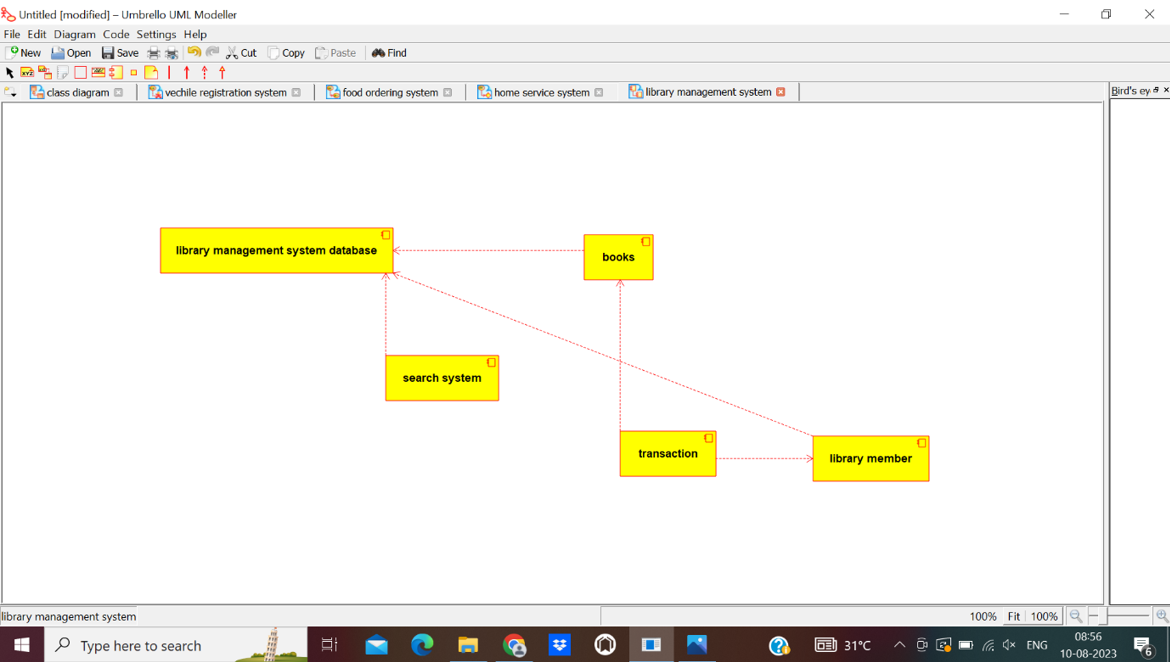 Untitled [modified] – Umbrello UML Modeller
File Edit Diagram Code Settings Help
New Open Save Cut Copy Paste Find
class diagram vechile registration system food ordering system home service system library management system Bird's ey
library management system database
books
search system
transaction
library member
library management system 100% Fit 100%
Type here to search 31°C ENG 08:56
10-08-2023 6